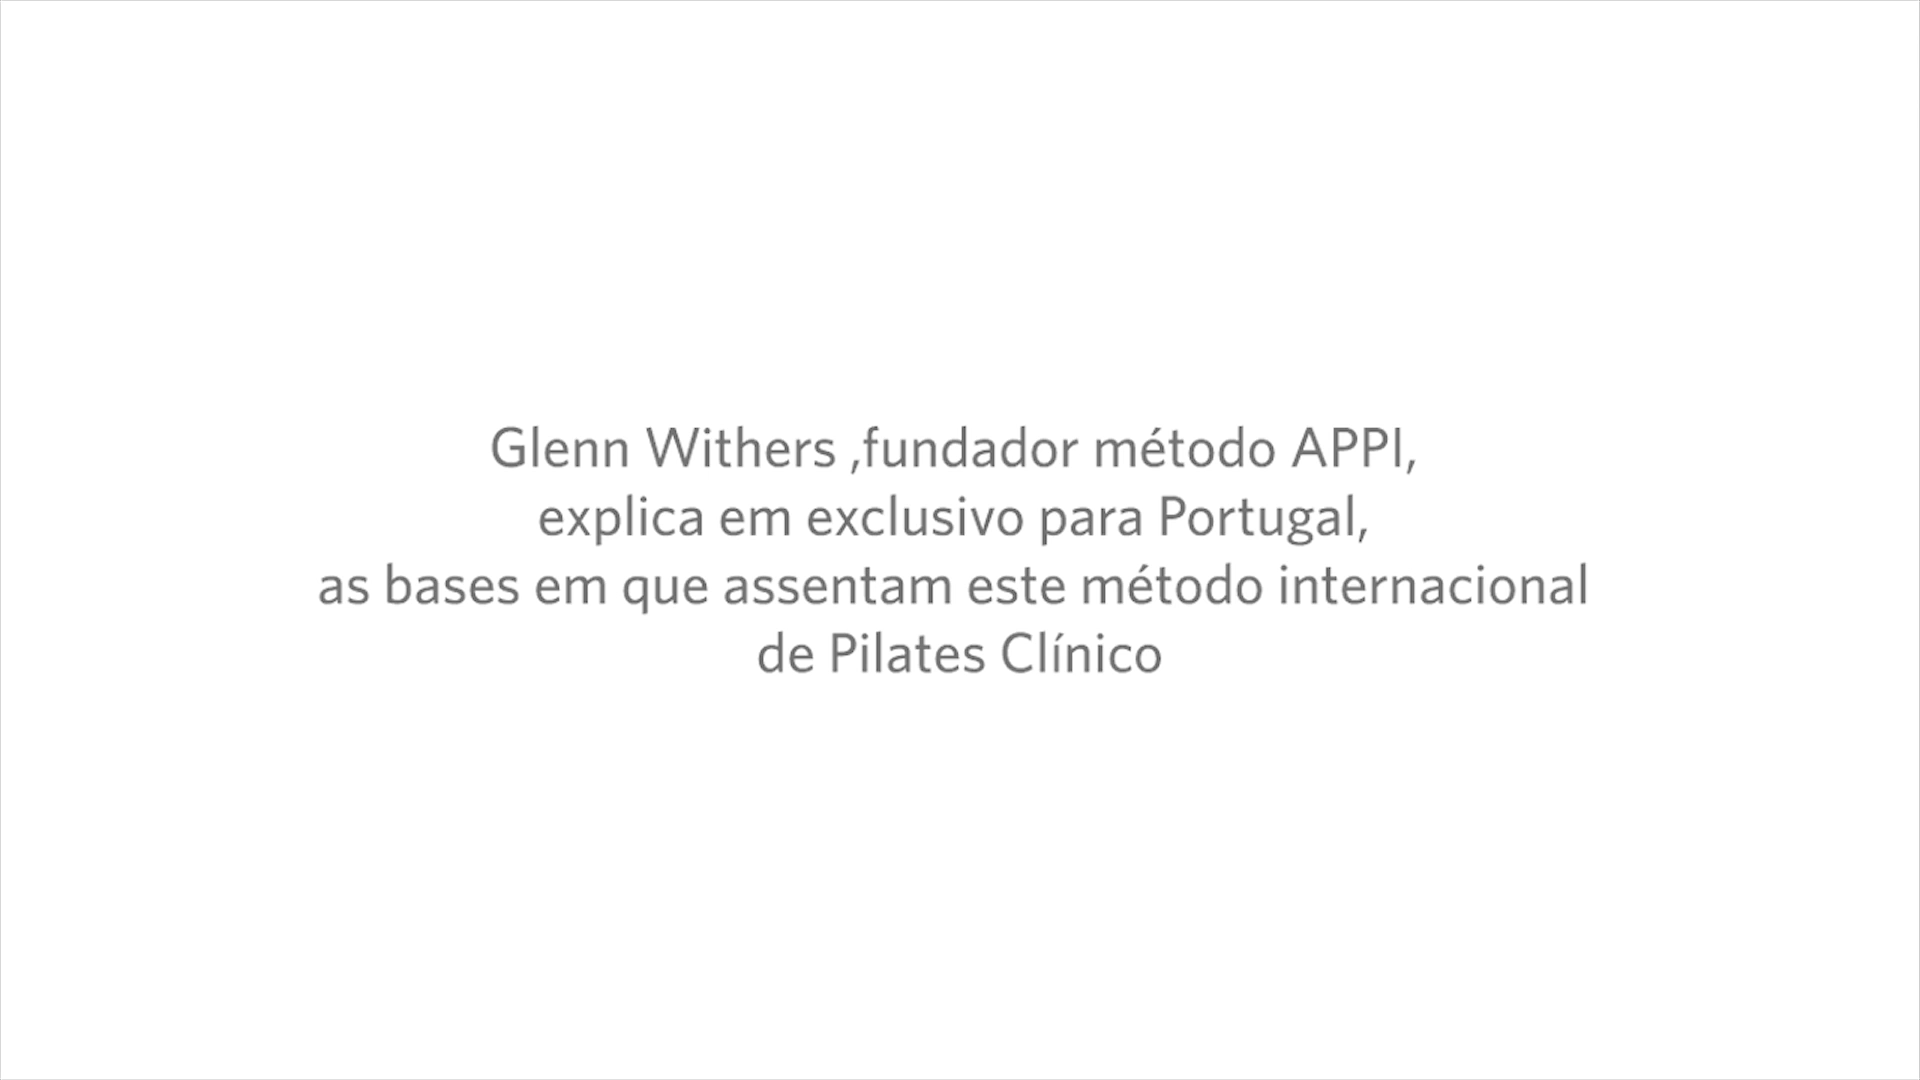 Glenn Withers ,fundador método APPI,
explica em exclusivo para Portugal,
as bases em que assentam este método internacional
de Pilates Clínico